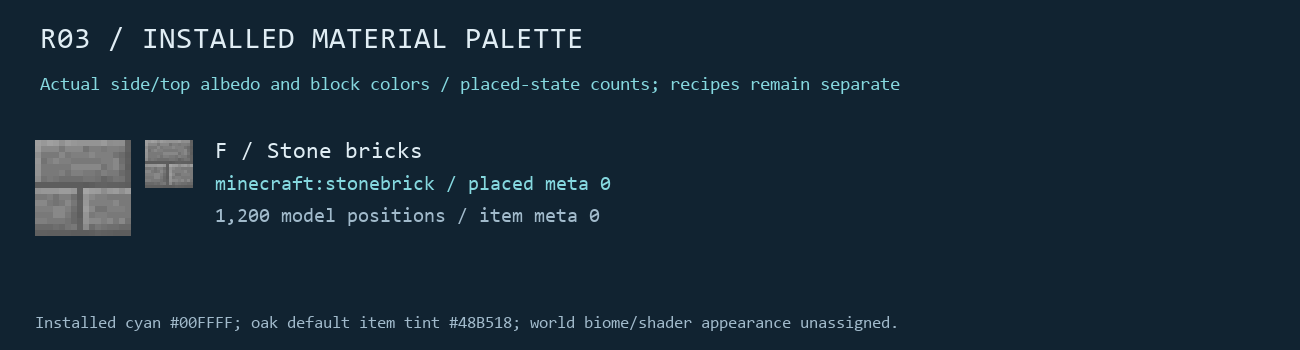 R03 / INSTALLED MATERIAL PALETTE
Actual side/top albedo and block colors / placed-state counts; recipes remain separate
F / Stone bricks
minecraft:stonebrick / placed meta 0
1,200 model positions / item meta 0
Installed cyan #00FFFF; oak default item tint #48B518; world biome/shader appearance unassigned.